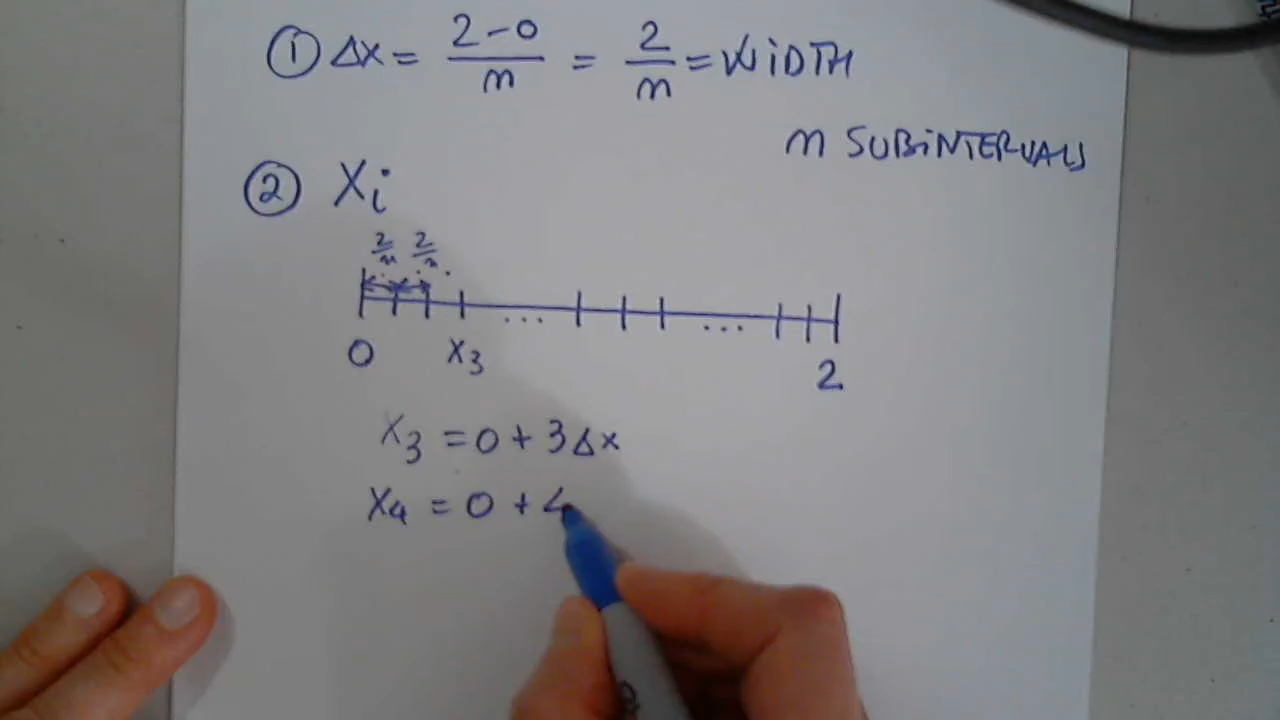 ① Δx = 2-0/n = 2/n = WiDTH
n SUBiNTERVALS
② Xi
2/n 2/n
... ...
0 X3 2
X3 = 0 + 3Δx
X4 = 0 + 4